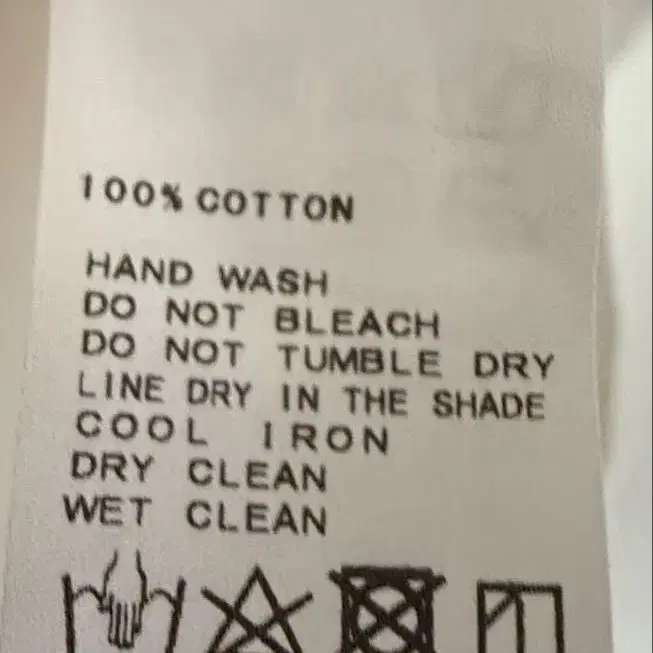 100% COTTON
HAND WASH
DO NOT BLEACH
DO NOT TUMBLE DRY
LINE DRY IN THE SHADE
COOL IRON
DRY CLEAN
WET CLEAN